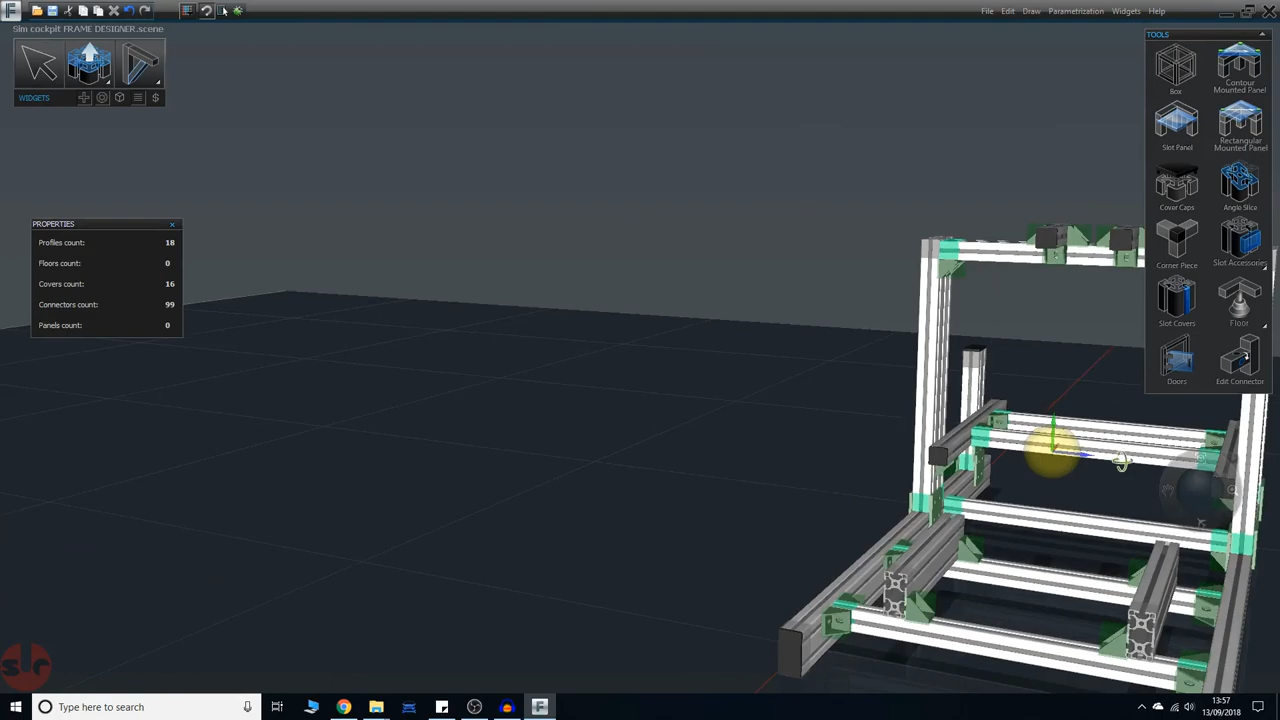 File Edit Draw Parametrization Widgets Help
Sim cockpit FRAME DESIGNER.scene
WIDGETS
$
TOOLS
Box
Contour Mounted Panel
Slot Panel
Rectangular Mounted Panel
Cover Caps
Angle Slice
Corner Piece
Slot Accessories
Slot Covers
Floor
Doors
Edit Connector
PROPERTIES
Profiles count: 18
Floors count: 0
Covers count: 16
Connectors count: 99
Panels count: 0
slr
Type here to search
13:57
13/09/2018